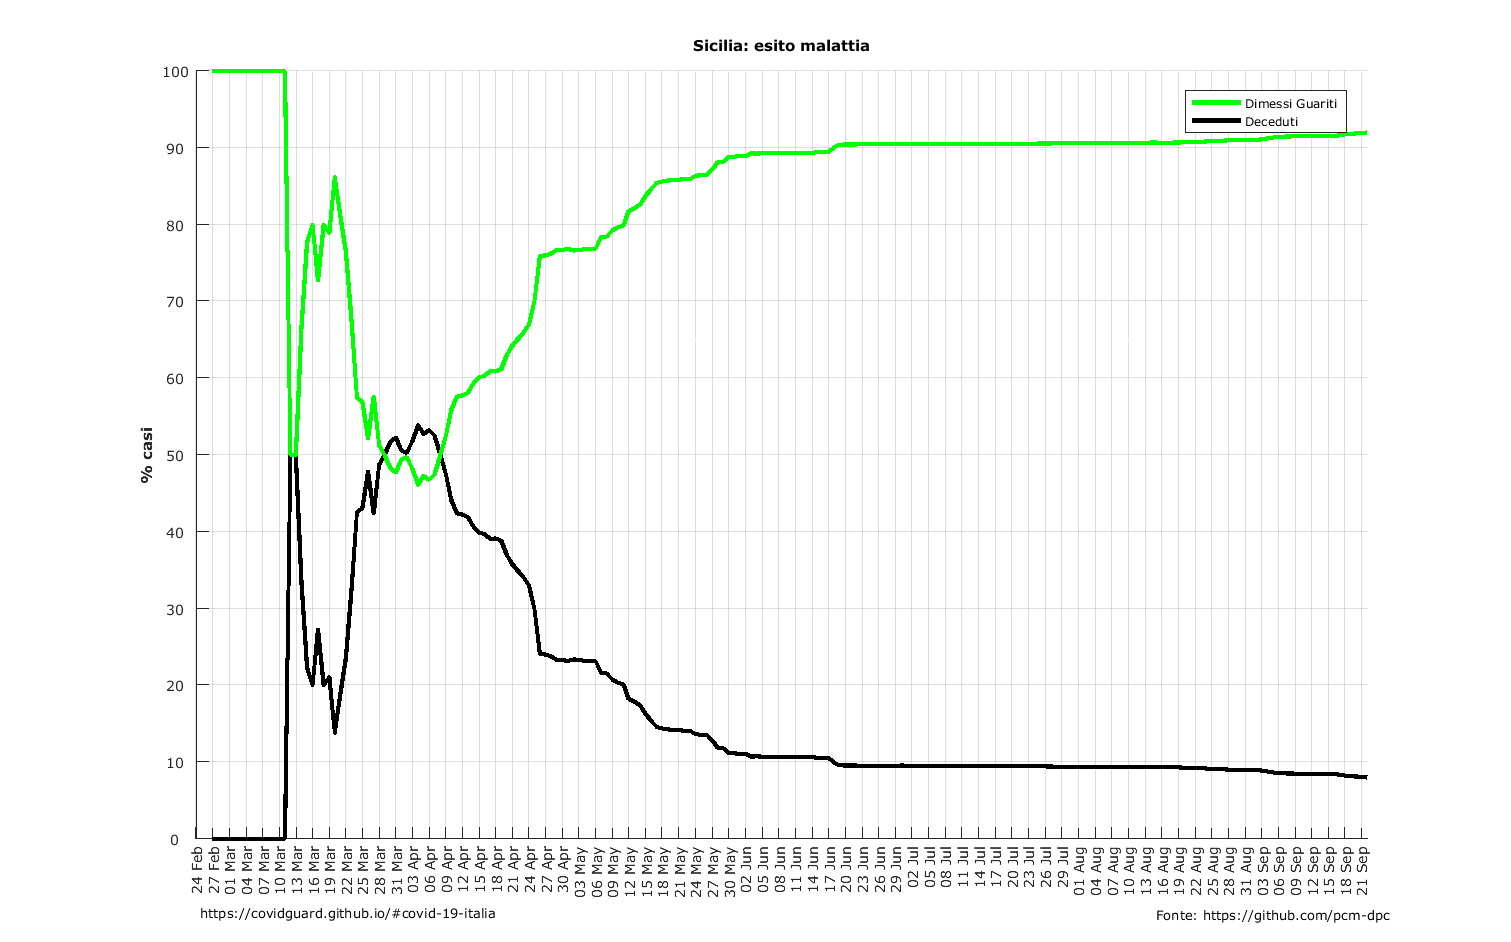 Sicilia: esito malattia
100
90
80
70
60
50
40
30
20
10
0
% casi
Dimessi Guariti
Deceduti
24 Feb
27 Feb
01 Mar
04 Mar
07 Mar
10 Mar
13 Mar
16 Mar
19 Mar
22 Mar
25 Mar
28 Mar
31 Mar
03 Apr
06 Apr
09 Apr
12 Apr
15 Apr
18 Apr
21 Apr
24 Apr
27 Apr
30 Apr
03 May
06 May
09 May
12 May
15 May
18 May
21 May
24 May
27 May
30 May
02 Jun
05 Jun
08 Jun
11 Jun
14 Jun
17 Jun
20 Jun
23 Jun
26 Jun
29 Jun
02 Jul
05 Jul
08 Jul
11 Jul
14 Jul
17 Jul
20 Jul
23 Jul
26 Jul
29 Jul
01 Aug
04 Aug
07 Aug
10 Aug
13 Aug
16 Aug
19 Aug
22 Aug
25 Aug
28 Aug
31 Aug
03 Sep
06 Sep
09 Sep
12 Sep
15 Sep
18 Sep
21 Sep
https://covidguard.github.io/#covid-19-italia
Fonte: https://github.com/pcm-dpc